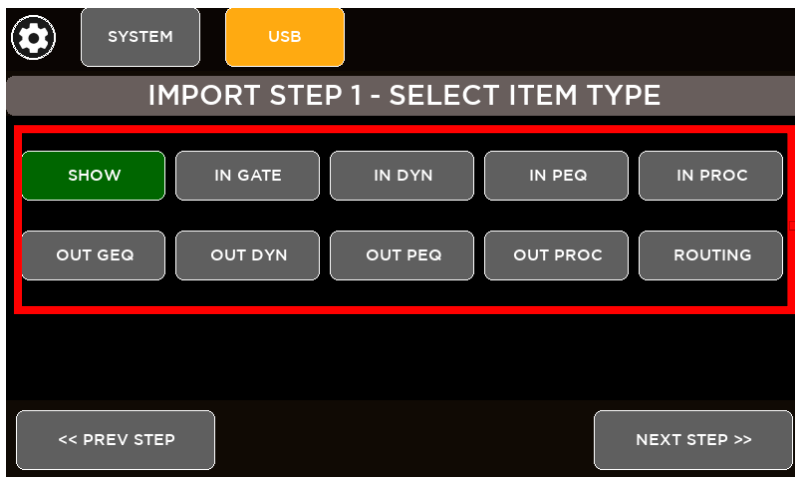 SYSTEM USB
IMPORT STEP 1 - SELECT ITEM TYPE
SHOW IN GATE IN DYN IN PEQ IN PROC
OUT GEQ OUT DYN OUT PEQ OUT PROC ROUTING
<< PREV STEP NEXT STEP >>